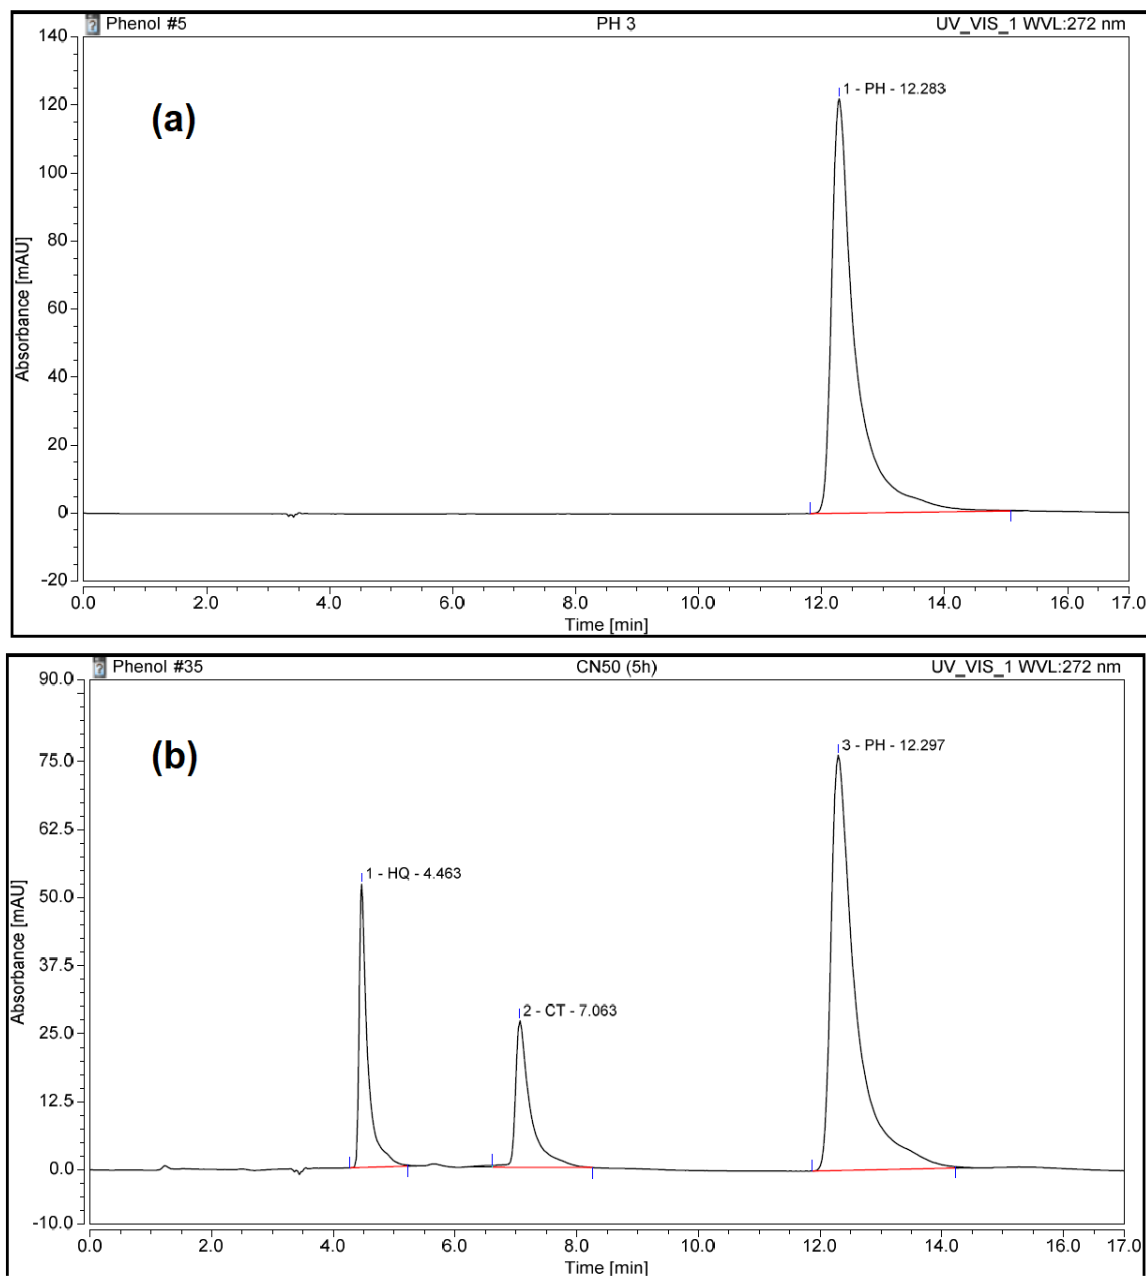 Phenol #5 PH 3 UV_VIS_1 WVL:272 nm
(a)
1 - PH - 12.283
Absorbance [mAU]
140
120
100
80
60
40
20
0
-20
0.0 2.0 4.0 6.0 8.0 10.0 12.0 14.0 16.0 17.0
Time [min]
Phenol #35 CN50 (5h) UV_VIS_1 WVL:272 nm
(b)
3 - PH - 12.297
1 - HQ - 4.463
2 - CT - 7.063
Absorbance [mAU]
90.0
75.0
62.5
50.0
37.5
25.0
12.5
0.0
-10.0
0.0 2.0 4.0 6.0 8.0 10.0 12.0 14.0 17.0
Time [min]